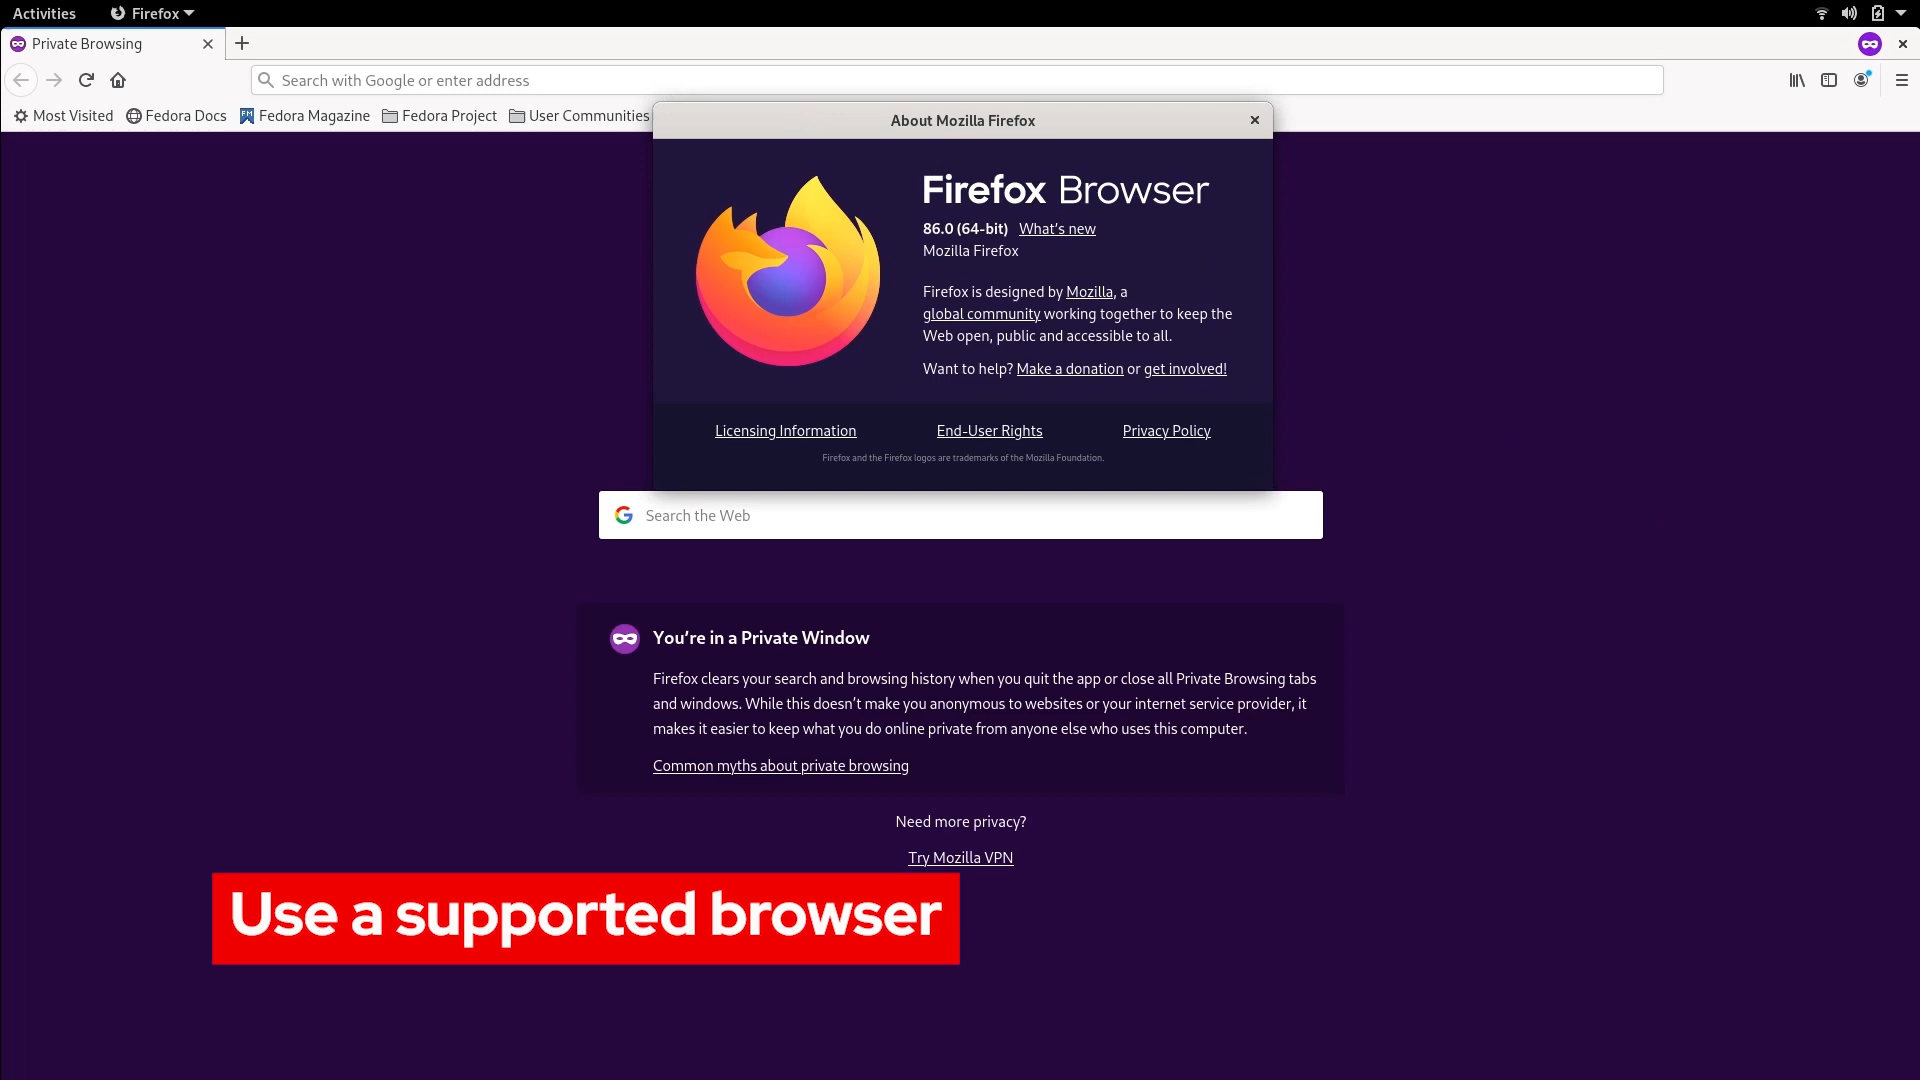 Activities
Firefox
Private Browsing
Search with Google or enter address
Most Visited
Fedora Docs
Fedora Magazine
Fedora Project
User Communities
About Mozilla Firefox
Firefox Browser
86.0 (64-bit) What's new
Mozilla Firefox
Firefox is designed by Mozilla, a
global community working together to keep the
Web open, public and accessible to all.
Want to help? Make a donation or get involved!
Licensing Information
End-User Rights
Privacy Policy
Firefox and the Firefox logos are trademarks of the Mozilla Foundation.
Search the Web
You’re in a Private Window
Firefox clears your search and browsing history when you quit the app or close all Private Browsing tabs
and windows. While this doesn’t make you anonymous to websites or your internet service provider, it
makes it easier to keep what you do online private from anyone else who uses this computer.
Common myths about private browsing
Need more privacy?
Try Mozilla VPN
Use a supported browser